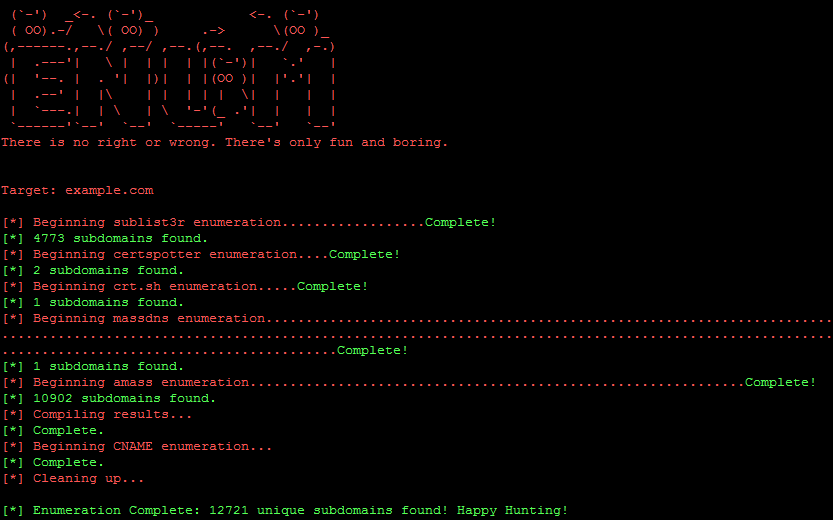 (`-')  _<-. (`-')_            <-. (`-')
 ( OO).-/   \( OO) )     .->      \(OO )_
(,------.,--./ ,--/ ,--.(,--.  ,--./  ,-.)
 |  .---'|   \ |  | |  | |(`-')|   `.'   |
(|  '--. |  . '|  |)|  | |(OO )|  |'.'|  |
 |  .--' |  |\    | |  | | |  \|  |   |  |
 |  `---.|  | \   | \  '-'(_ .'|  |   |  |
 `------'`--'  `--'  `-----'   `--'   `--'
There is no right or wrong. There's only fun and boring.
Target: example.com
[*] Beginning sublist3r enumeration..................Complete!
[*] 4773 subdomains found.
[*] Beginning certspotter enumeration....Complete!
[*] 2 subdomains found.
[*] Beginning crt.sh enumeration.....Complete!
[*] 1 subdomains found.
[*] Beginning massdns enumeration.......................................................................
........................................................................................................
..........................................Complete!
[*] 1 subdomains found.
[*] Beginning amass enumeration..............................................................Complete!
[*] 10902 subdomains found.
[*] Compiling results...
[*] Complete.
[*] Beginning CNAME enumeration...
[*] Complete.
[*] Cleaning up...
[*] Enumeration Complete: 12721 unique subdomains found! Happy Hunting!